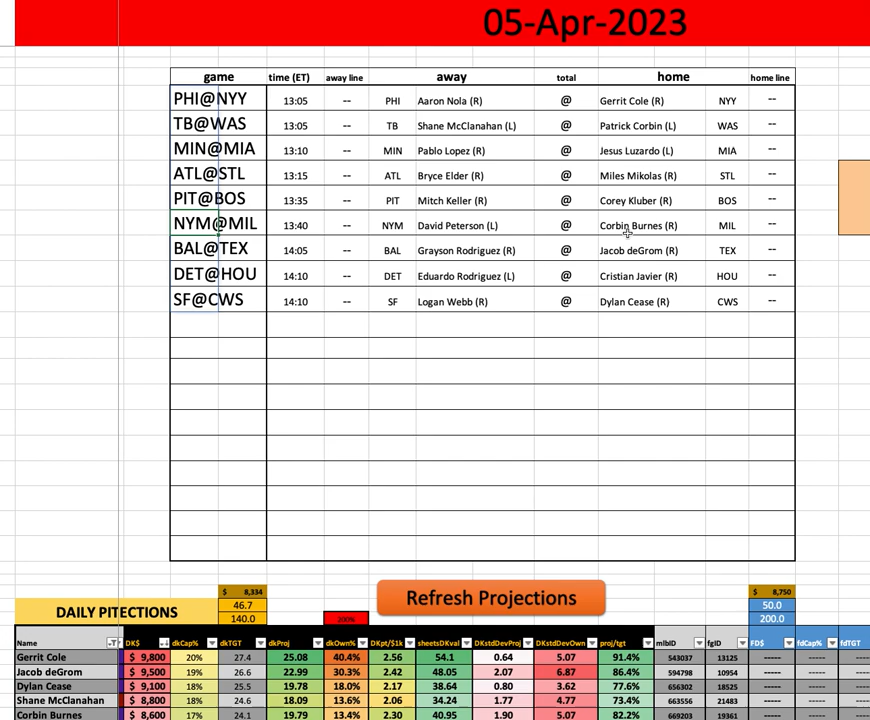 05-Apr-2023
game time (ET) away line away total home home line
PHI@NYY 13:05 -- PHI Aaron Nola (R) @ Gerrit Cole (R) NYY --
TB@WAS 13:05 -- TB Shane McClanahan (L) @ Patrick Corbin (L) WAS --
MIN@MIA 13:10 -- MIN Pablo Lopez (R) @ Jesus Luzardo (L) MIA --
ATL@STL 13:15 -- ATL Bryce Elder (R) @ Miles Mikolas (R) STL --
PIT@BOS 13:35 -- PIT Mitch Keller (R) @ Corey Kluber (R) BOS --
NYM@MIL 13:40 -- NYM David Peterson (L) @ Corbin Burnes (R) MIL --
BAL@TEX 14:05 -- BAL Grayson Rodriguez (R) @ Jacob deGrom (R) TEX --
DET@HOU 14:10 -- DET Eduardo Rodriguez (L) @ Cristian Javier (R) HOU --
SF@CWS 14:10 -- SF Logan Webb (R) @ Dylan Cease (R) CWS --
$ 8,334 $ 8,750
DAILY PITECTIONS 46.7 Refresh Projections 50.0
140.0 200% 200.0
Name DK$ dkCap% dkTGT dkProj dkOwn% DKpt/$1k sheetsDKval DKstdDevProj DKstdDevOwn proj/tgt mlbID fgID FD$ fdCap% fdTGT
Gerrit Cole $ 9,800 20% 27.4 25.08 40.4% 2.56 54.1 0.64 5.07 91.4% 543037 13125 ----- ----- ----
Jacob deGrom $ 9,500 19% 26.6 22.99 30.3% 2.42 48.05 2.07 6.87 86.4% 594798 10954 ----- ----- ----
Dylan Cease $ 9,100 18% 25.5 19.78 18.0% 2.17 38.64 0.80 3.62 77.6% 656302 18525 ----- ----- ----
Shane McClanahan $ 8,800 18% 24.6 18.09 13.6% 2.06 34.24 1.77 4.77 73.4% 663556 21483 ----- ----- ----
Corbin Burnes $ 8,600 17% 24.1 19.79 13.4% 2.30 40.95 1.90 5.07 82.2% 669203 19361 ----- ----- ----